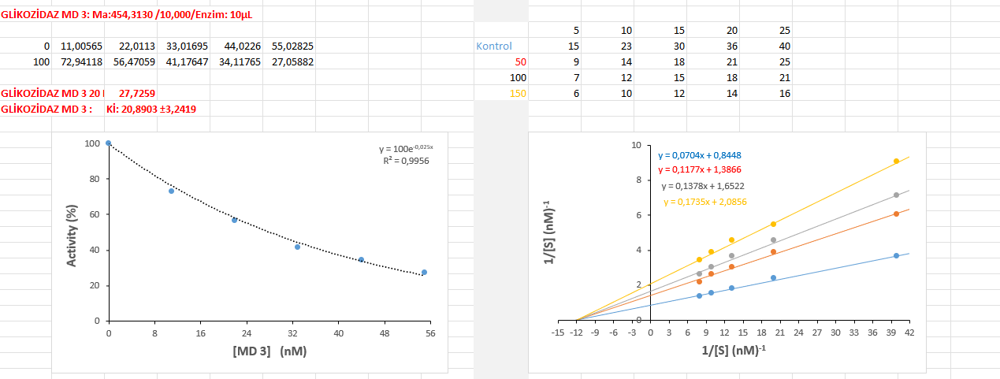 GLİKOZİDAZ MD 3: Ma:454,3130 /10,000/Enzim: 10µL
0 11,00565 22,0113 33,01695 44,0226 55,02825
100 72,94118 56,47059 41,17647 34,11765 27,05882
GLİKOZİDAZ MD 3 20 27,7259
GLİKOZİDAZ MD 3 : Kİ: 20,8903 ±3,2419
5 10 15 20 25
Kontrol 15 23 30 36 40
50 9 14 18 21 25
100 7 12 15 18 21
150 6 10 12 14 16
y = 100e^-0,025x
R² = 0,9956
100
80
60
40
20
0
0 8 16 24 32 40 48 56
Activity (%)
[MD 3] (nM)
y = 0,0704x + 0,8448
y = 0,1177x + 1,3866
y = 0,1378x + 1,6522
y = 0,1735x + 2,0856
10
8
6
4
2
0
-15 -12 -9 -6 -3 0 3 6 9 12 15 18 21 24 27 30 33 36 39 42
1/[S] (nM)⁻¹
1/[S] (nM)⁻¹